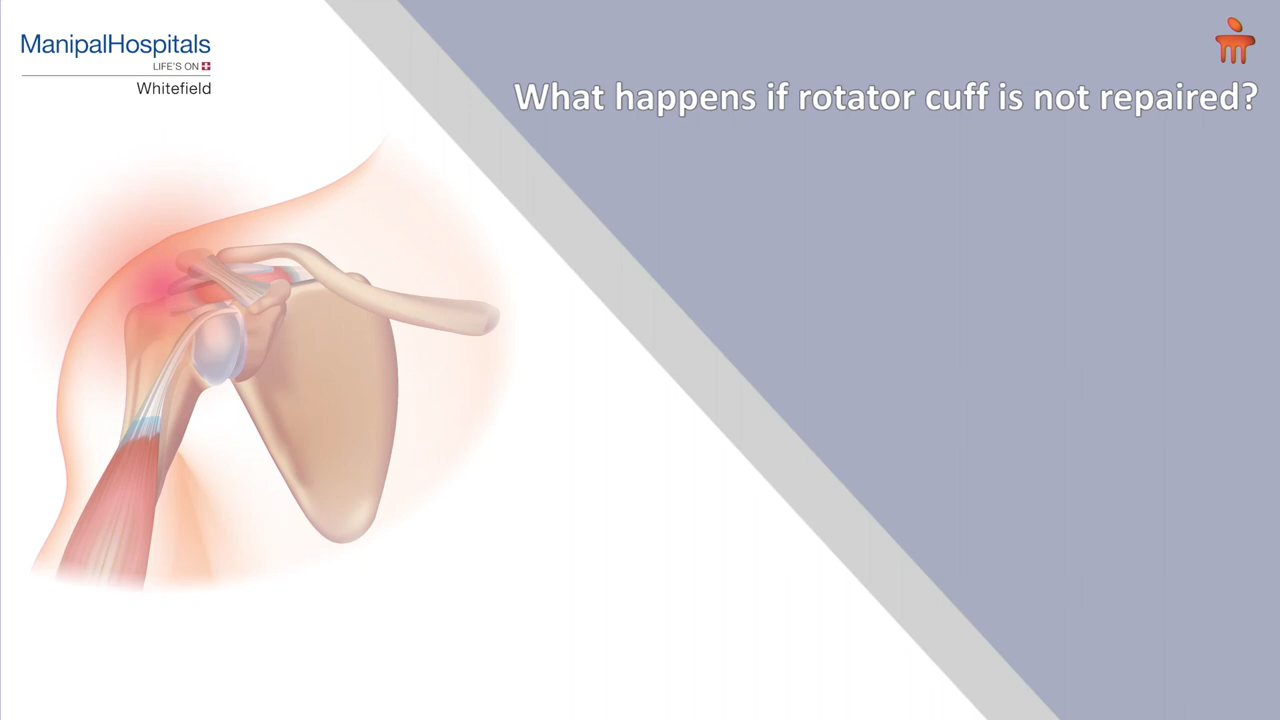 ManipalHospitals
LIFE'S ON
Whitefield
What happens if rotator cuff is not repaired?